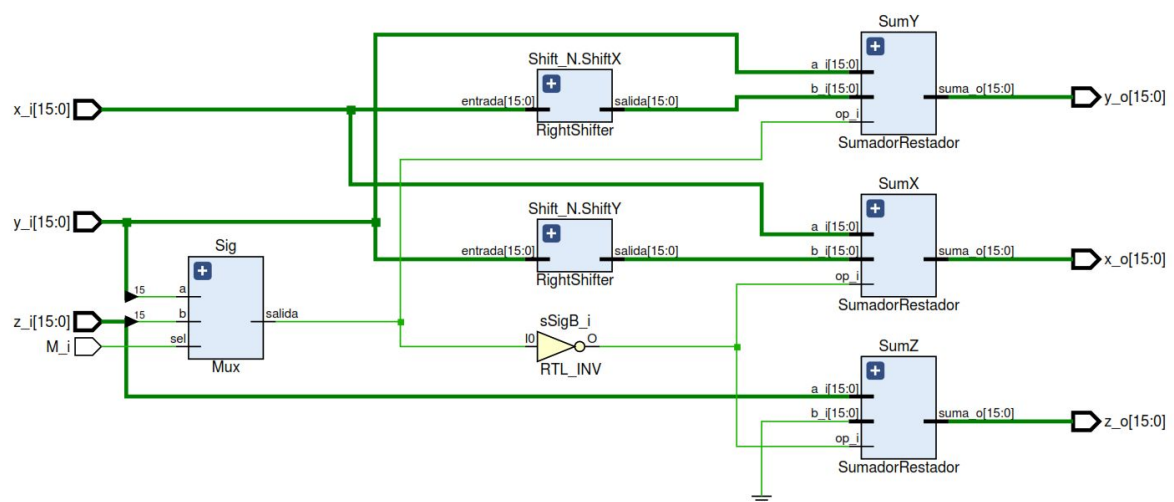 SumY
a_i[15:0]
b_i[15:0]
op_i
suma_o[15:0]
SumadorRestador
y_o[15:0]
Shift_N.ShiftX
entrada[15:0]
salida[15:0]
RightShifter
x_i[15:0]
SumX
a_i[15:0]
b_i[15:0]
op_i
suma_o[15:0]
SumadorRestador
x_o[15:0]
Shift_N.ShiftY
entrada[15:0]
salida[15:0]
RightShifter
y_i[15:0]
Sig
15
a
15
b
sel
salida
Mux
z_i[15:0]
M_i
sSigB_i
I0
O
RTL_INV
SumZ
a_i[15:0]
b_i[15:0]
op_i
suma_o[15:0]
SumadorRestador
z_o[15:0]